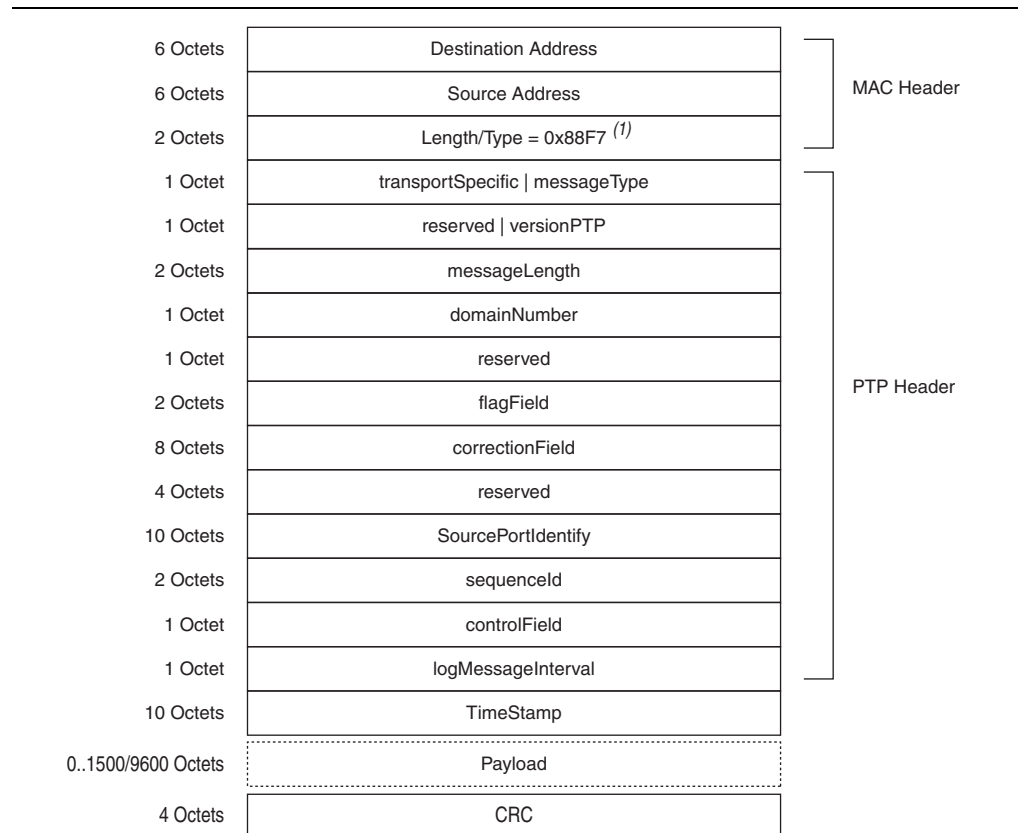 6 Octets Destination Address
6 Octets Source Address
MAC Header
2 Octets Length/Type = 0x88F7 (1)
1 Octet transportSpecific | messageType
1 Octet reserved | versionPTP
2 Octets messageLength
1 Octet domainNumber
1 Octet reserved
PTP Header
2 Octets flagField
8 Octets correctionField
4 Octets reserved
10 Octets SourcePortIdentify
2 Octets sequenceId
1 Octet controlField
1 Octet logMessageInterval
10 Octets TimeStamp
0..1500/9600 Octets Payload
4 Octets CRC